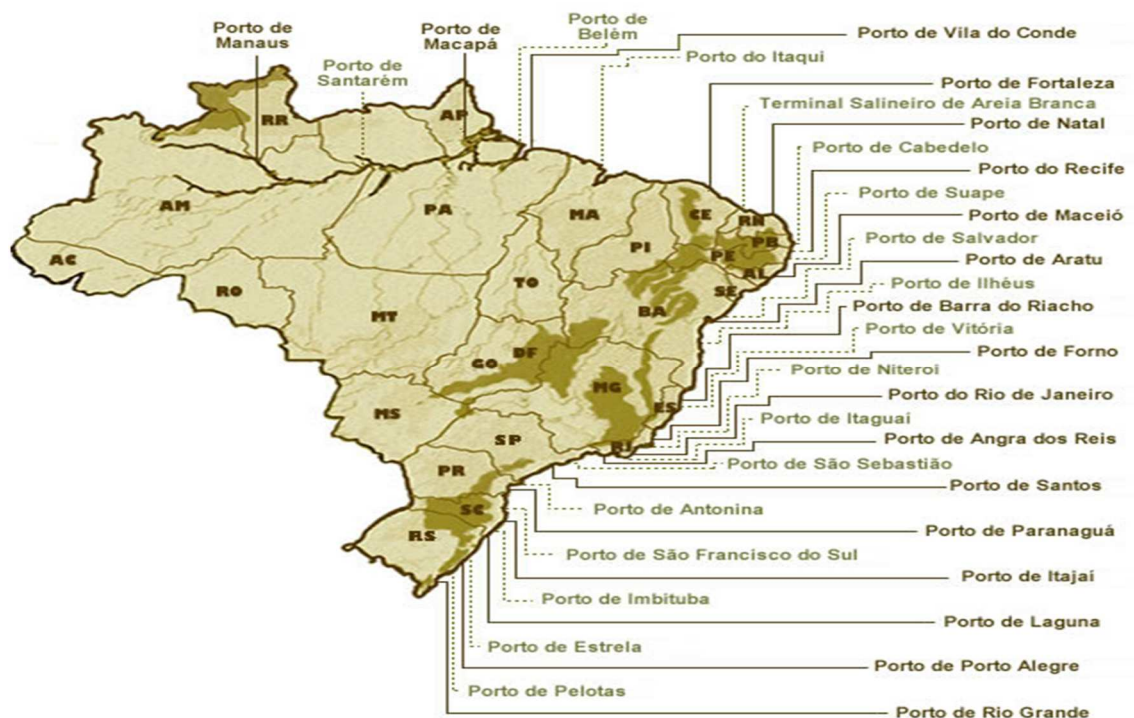 Porto de
Manaus
Porto de
Santarém
Porto de
Macapá
Porto de
Belém
Porto de Vila do Conde
Porto do Itaqui
Porto de Fortaleza
Terminal Salineiro de Areia Branca
Porto de Natal
Porto de Cabedelo
Porto do Recife
Porto de Suape
Porto de Maceió
Porto de Salvador
Porto de Aratu
Porto de Ilhéus
Porto de Barra do Riacho
Porto de Vitória
Porto de Forno
Porto de Niteroi
Porto do Rio de Janeiro
Porto de Itaguaí
Porto de Angra dos Reis
Porto de São Sebastião
Porto de Santos
Porto de Antonina
Porto de Paranaguá
Porto de São Francisco do Sul
Porto de Itajaí
Porto de Imbituba
Porto de Laguna
Porto de Estrela
Porto de Porto Alegre
Porto de Pelotas
Porto de Rio Grande
RR
AP
AM
PA
MA
CE
RN
PB
PI
PE
AL
SE
AC
RO
TO
BA
MT
GO
DF
MG
ES
MS
SP
RJ
PR
SC
RS